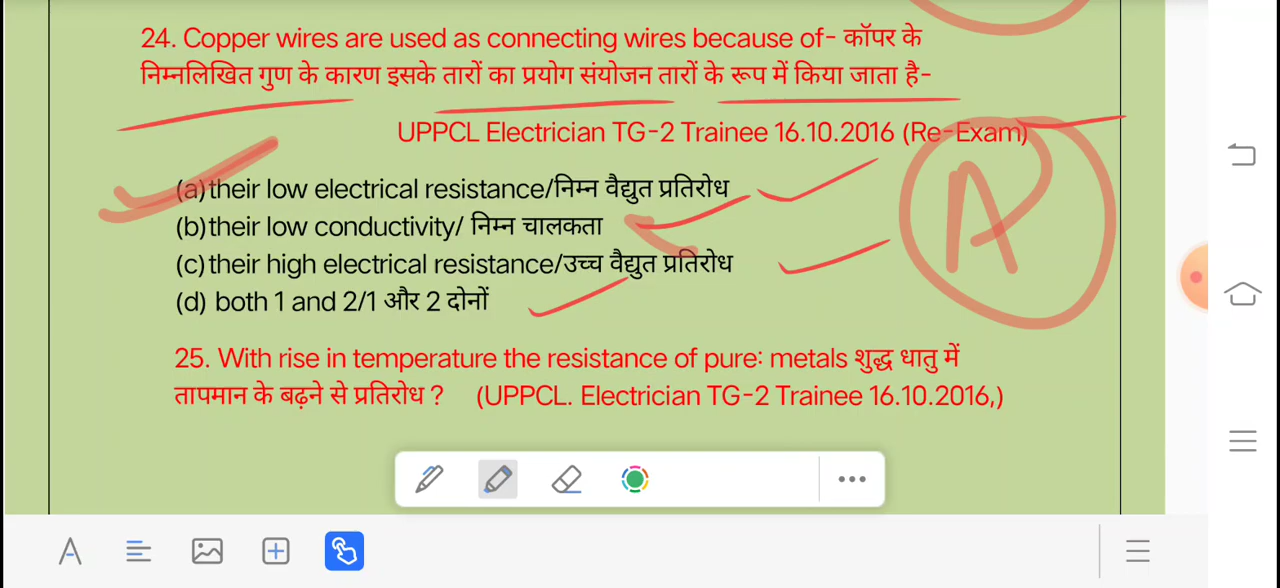 24. Copper wires are used as connecting wires because of- कॉपर के
निम्नलिखित गुण के कारण इसके तारों का प्रयोग संयोजन तारों के रूप में किया जाता है-
UPPCL Electrician TG-2 Trainee 16.10.2016 (Re-Exam)
(a) their low electrical resistance/निम्न वैद्युत प्रतिरोध
(b) their low conductivity/ निम्न चालकता
(c) their high electrical resistance/उच्च वैद्युत प्रतिरोध
(d) both 1 and 2/1 और 2 दोनों
A
25. With rise in temperature the resistance of pure: metals शुद्ध धातु में
तापमान के बढ़ने से प्रतिरोध ? (UPPCL. Electrician TG-2 Trainee 16.10.2016,)